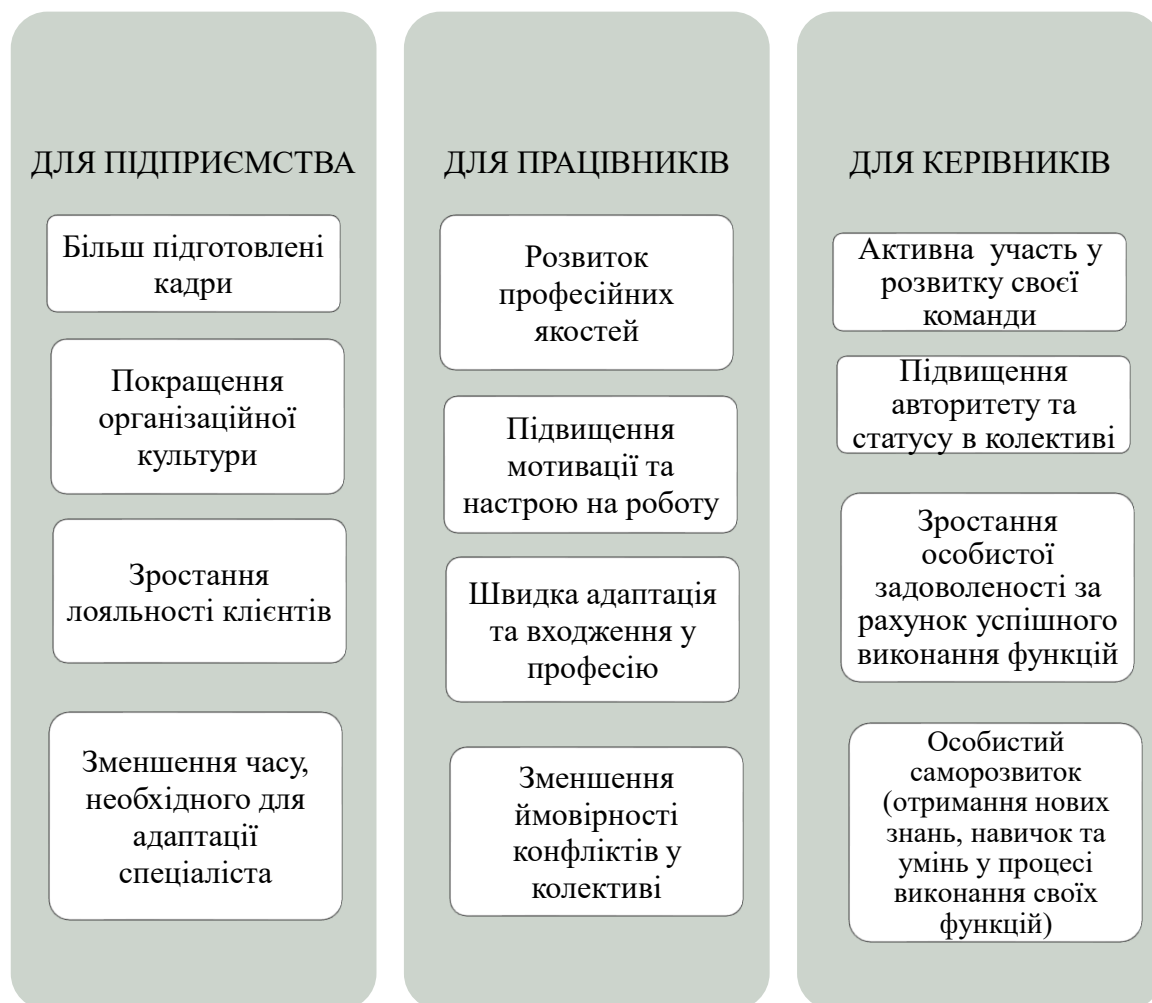 ДЛЯ ПІДПРИЄМСТВА
Більш підготовлені
кадри
Покращення
організаційної
культури
Зростання
лояльності клієнтів
Зменшення часу,
необхідного для
адаптації
спеціаліста
ДЛЯ ПРАЦІВНИКІВ
Розвиток
професійних
якостей
Підвищення
мотивації та
настрою на роботу
Швидка адаптація
та входження у
професію
Зменшення
ймовірності
конфліктів у
колективі
ДЛЯ КЕРІВНИКІВ
Активна участь у
розвитку своєї
команди
Підвищення
авторитету та
статусу в колективі
Зростання
особистої
задоволеності за
рахунок успішного
виконання функцій
Особистий
саморозвиток
(отримання нових
знань, навичок та
умінь у процесі
виконання своїх
функцій)